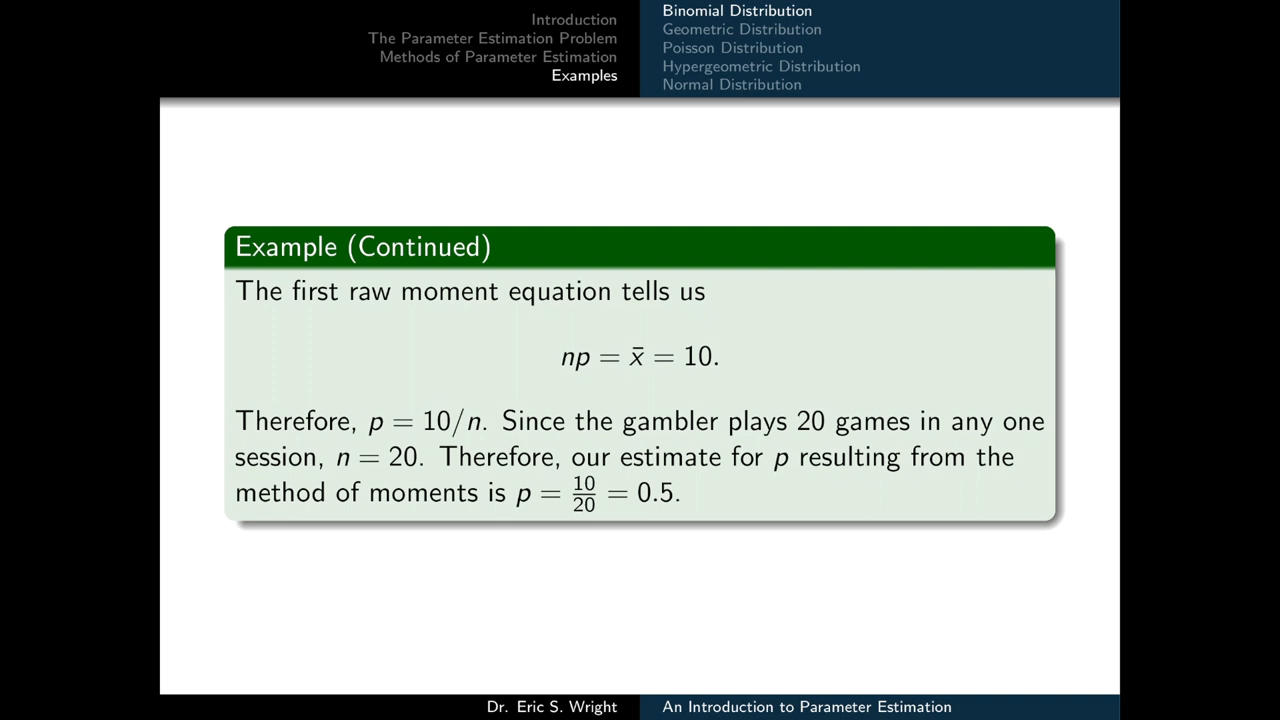 Introduction
The Parameter Estimation Problem
Methods of Parameter Estimation
Examples
Binomial Distribution
Geometric Distribution
Poisson Distribution
Hypergeometric Distribution
Normal Distribution
Example (Continued)
The first raw moment equation tells us
np = x̄ = 10.
Therefore, p = 10/n. Since the gambler plays 20 games in any one
session, n = 20. Therefore, our estimate for p resulting from the
method of moments is p = 10/20 = 0.5.
Dr. Eric S. Wright
An Introduction to Parameter Estimation